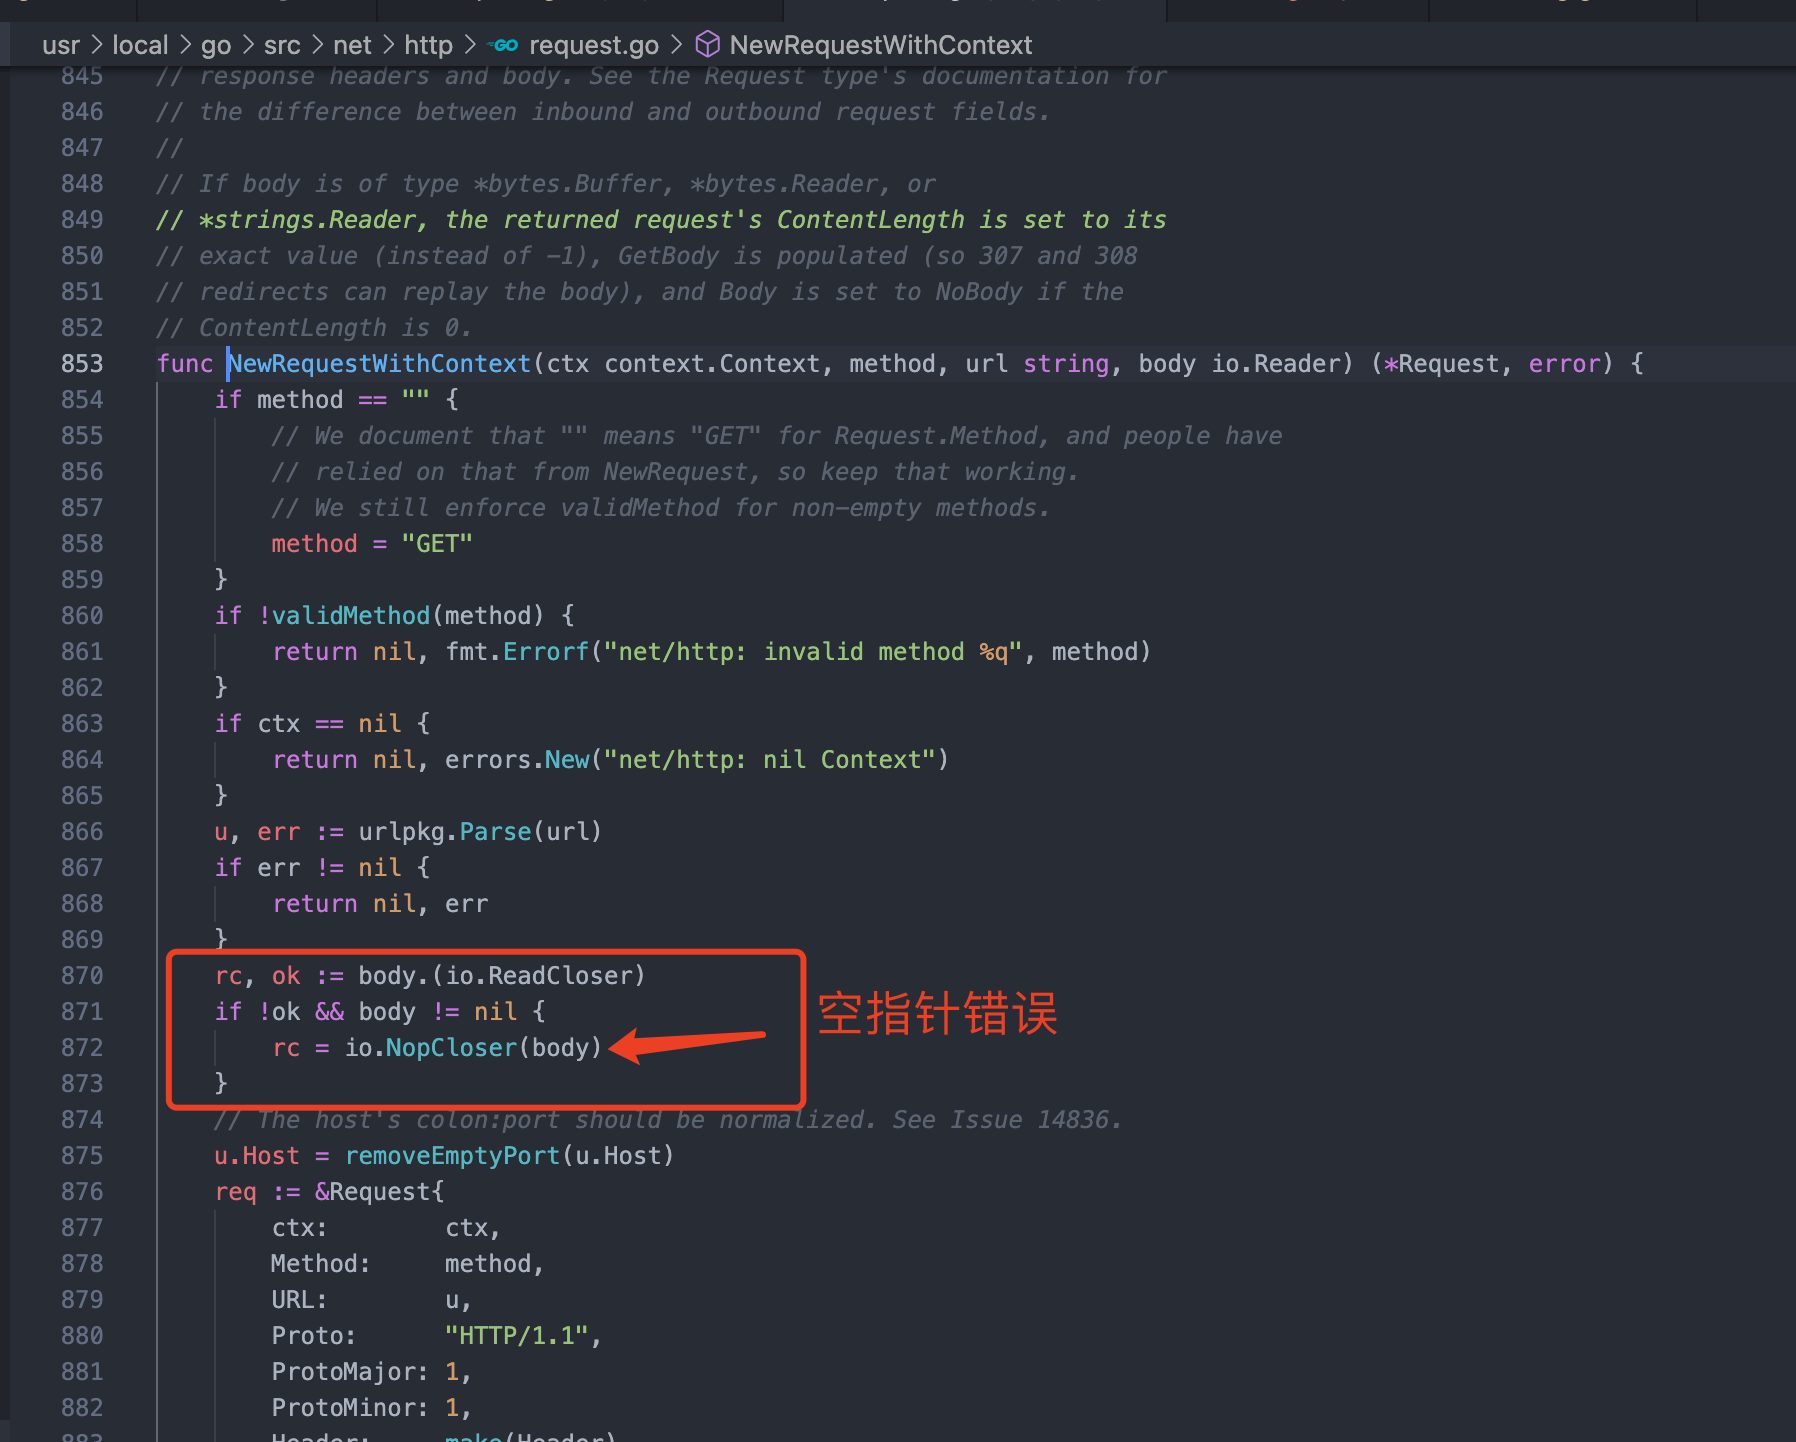 usr > local > go > src > net > http > GO request.go > NewRequestWithContext
845 // response headers and body. See the Request type's documentation for
846 // the difference between inbound and outbound request fields.
847 //
848 // If body is of type *bytes.Buffer, *bytes.Reader, or
849 // *strings.Reader, the returned request's ContentLength is set to its
850 // exact value (instead of -1), GetBody is populated (so 307 and 308
851 // redirects can replay the body), and Body is set to NoBody if the
852 // ContentLength is 0.
853 func NewRequestWithContext(ctx context.Context, method, url string, body io.Reader) (*Request, error) {
854 if method == "" {
855 // We document that "" means "GET" for Request.Method, and people have
856 // relied on that from NewRequest, so keep that working.
857 // We still enforce validMethod for non-empty methods.
858 method = "GET"
859 }
860 if !validMethod(method) {
861 return nil, fmt.Errorf("net/http: invalid method %q", method)
862 }
863 if ctx == nil {
864 return nil, errors.New("net/http: nil Context")
865 }
866 u, err := urlpkg.Parse(url)
867 if err != nil {
868 return nil, err
869 }
870 rc, ok := body.(io.ReadCloser)
871 if !ok && body != nil {
空指针错误
872 rc = io.NopCloser(body)
873 }
874 // The host's colon:port should be normalized. See Issue 14836.
875 u.Host = removeEmptyPort(u.Host)
876 req := &Request{
877 ctx: ctx,
878 Method: method,
879 URL: u,
880 Proto: "HTTP/1.1",
881 ProtoMajor: 1,
882 ProtoMinor: 1,
883 Header: make(Header)